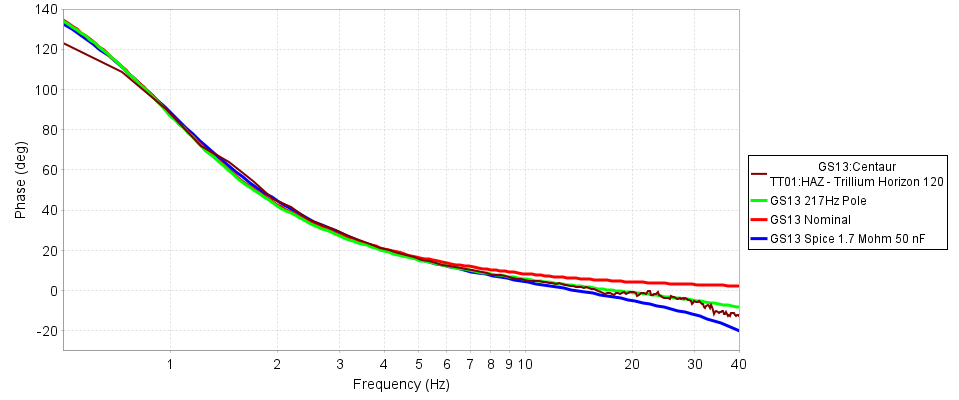 140
120
100
80
60
40
20
0
-20
Phase (deg)
1 2 3 4 5 6 7 8 9 10 20 30 40
Frequency (Hz)
GS13:Centaur
TT01:HAZ - Trillium Horizon 120
GS13 217Hz Pole
GS13 Nominal
GS13 Spice 1.7 Mohm 50 nF